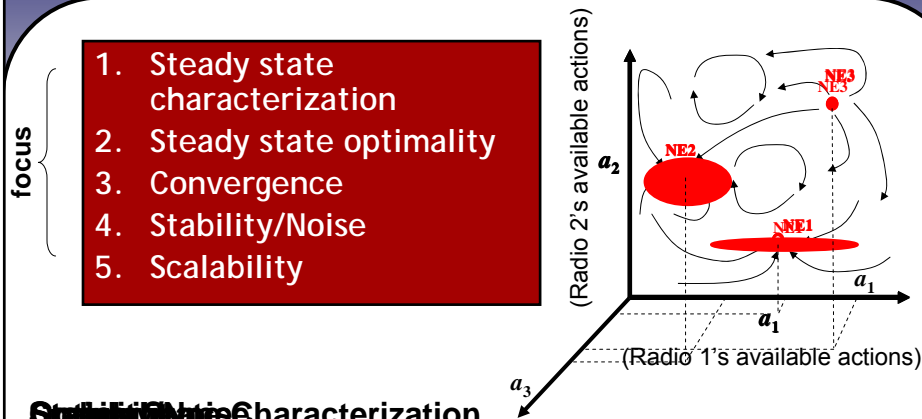 focus
1. Steady state
characterization
2. Steady state optimality
3. Convergence
4. Stability/Noise
5. Scalability
(Radio 2's available actions)
a2
NE3
NE3
NE2
NE1
a1
a1
(Radio 1's available actions)
a3
Characterization